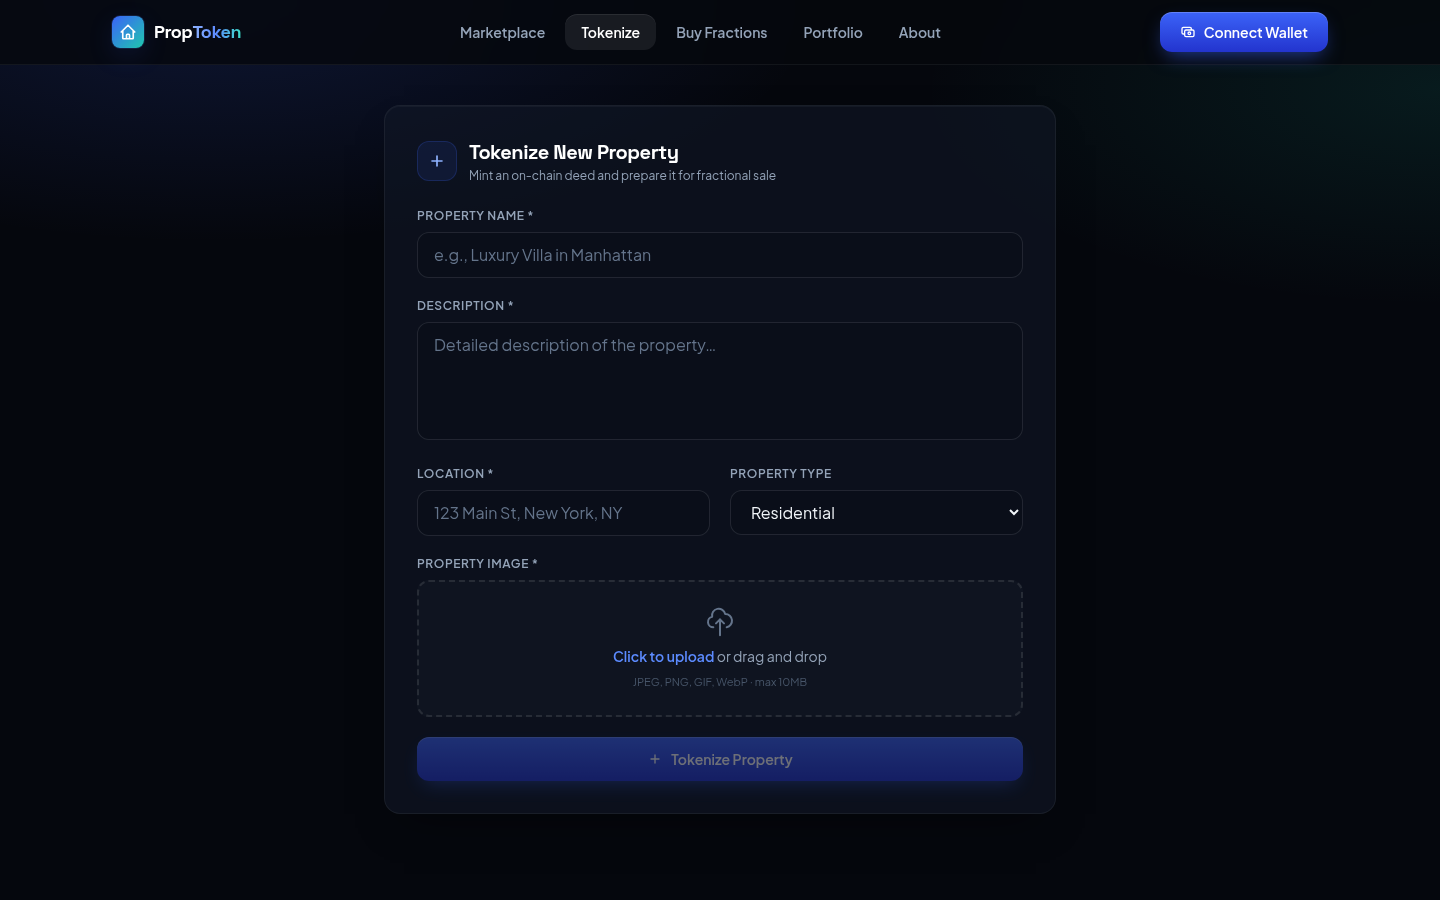 PropToken
Marketplace
Tokenize
Buy Fractions
Portfolio
About
Connect Wallet
Tokenize New Property
Mint an on-chain deed and prepare it for fractional sale
PROPERTY NAME *
e.g., Luxury Villa in Manhattan
DESCRIPTION *
Detailed description of the property…
LOCATION *
PROPERTY TYPE
123 Main St, New York, NY
Residential
PROPERTY IMAGE *
Click to upload or drag and drop
JPEG, PNG, GIF, WebP · max 10MB
Tokenize Property